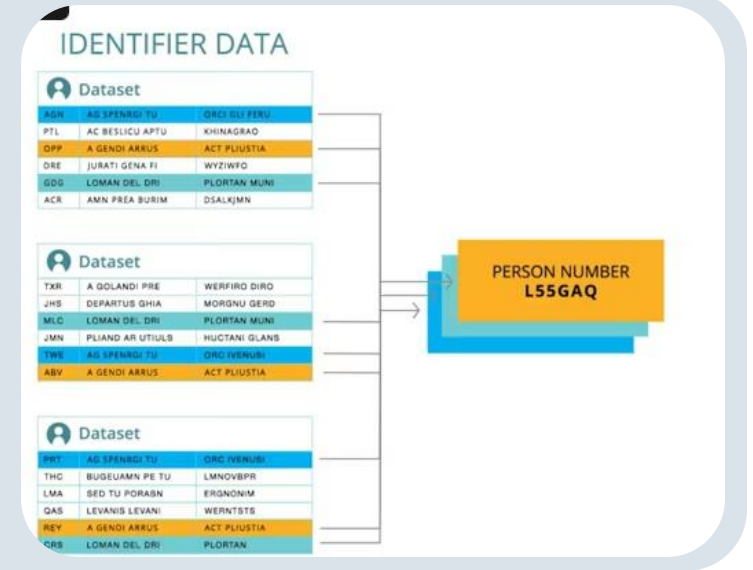 IDENTIFIER DATA
Dataset
AGN AG SPENRGI TU ORCI GLI PERU
PTL AC BESLICU APTU KHINAGRAO
OPP A GENDI ARRUS ACT PLIUSTIA
DRE JURATI GENA FI WYZIWFO
GDG LOMAN DEL DRI PLORTAN MUNI
ACR AMN PREA BURIM DSALKJMN
Dataset
TXR A GOLANDI PRE WERFIRO DIRO
JHS DEPARTUS GHIA MORGNU GERD
MLC LOMAN DEL DRI PLORTAN MUNI
JMN PLIAND AR UTIULS HUCTANI GLANS
TWE AG SPENRGI TU ORC IVENUSI
ABV A GENDI ARRUS ACT PLIUSTIA
PERSON NUMBER
L55GAQ
Dataset
PRT AG SPENRGI TU ORC IVENUSI
THC BUGEUAMN PE TU LMNOVBPR
LMA SED TU PORABN ERGNONIM
QAS LEVANIS LEVANI WERNTSTS
REY A GENDI ARRUS ACT PLIUSTIA
CRS LOMAN DEL DRI PLORTAN